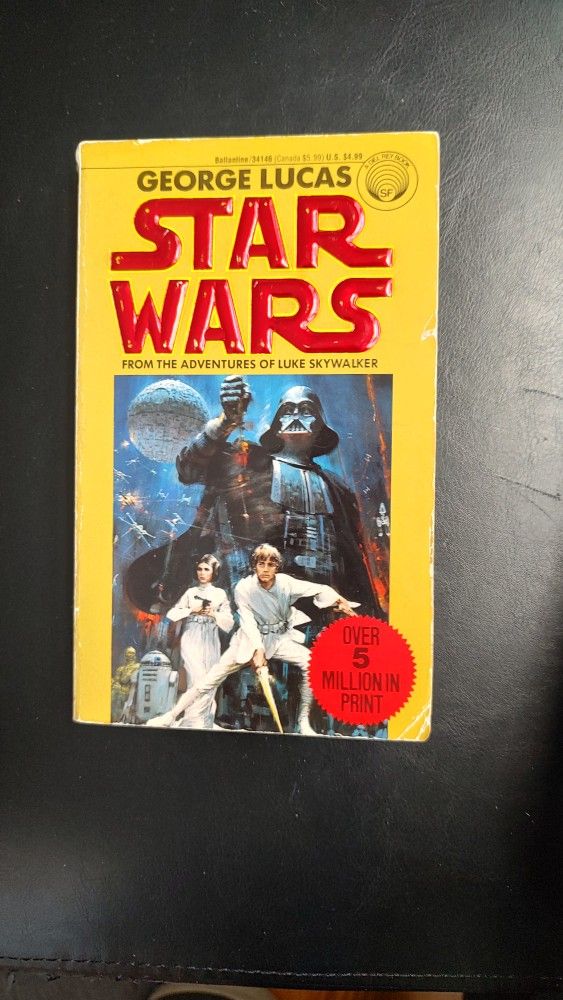 Ballantine/34146 (Canada $5.99) U.S. $4.99
A DEL REY BOOK
SF
GEORGE LUCAS
STAR
WARS
FROM THE ADVENTURES OF LUKE SKYWALKER
OVER
5
MILLION IN
PRINT